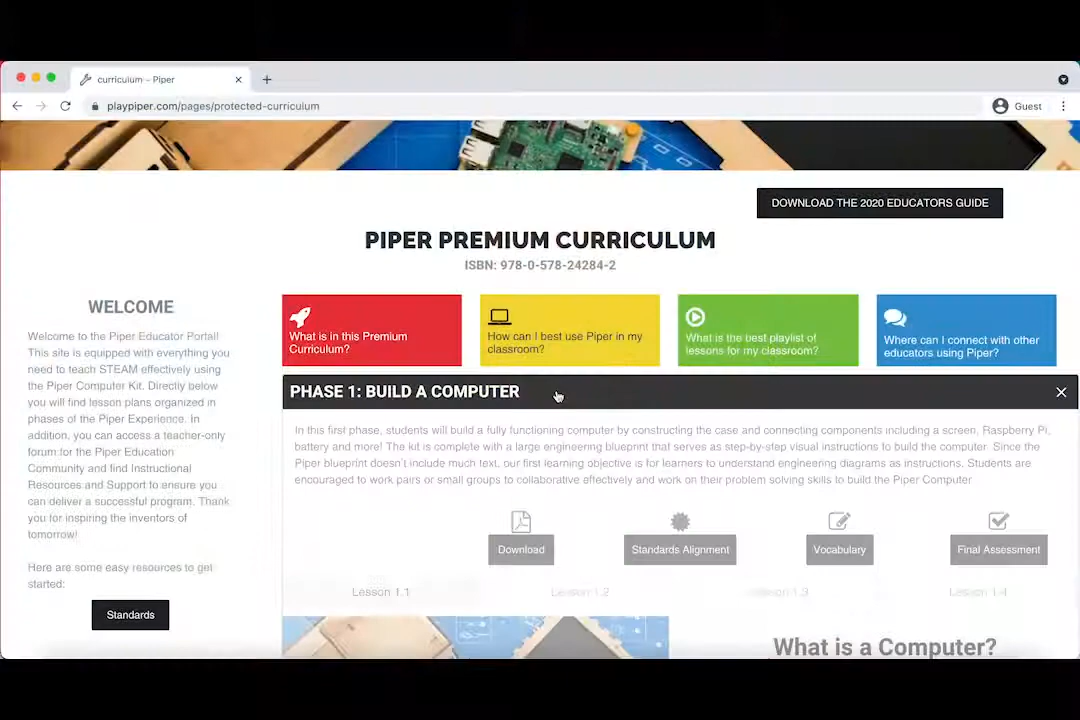 curriculum – Piper
playpiper.com/pages/protected-curriculum
Guest
DOWNLOAD THE 2020 EDUCATORS GUIDE
PIPER PREMIUM CURRICULUM
ISBN: 978-0-578-24284-2
WELCOME
Welcome to the Piper Educator Portal!
This site is equipped with everything you
need to teach STEAM effectively using
the Piper Computer Kit. Directly below
you will find lesson plans organized in
phases of the Piper Experience. In
addition, you can access a teacher-only
forum for the Piper Education
Community and find Instructional
Resources and Support to ensure you
can deliver a successful program. Thank
you for inspiring the inventors of
tomorrow!
Here are some easy resources to get
started:
Standards
What is in this Premium
Curriculum?
How can I best use Piper in my
classroom?
What is the best playlist of
lessons for my classroom?
Where can I connect with other
educators using Piper?
PHASE 1: BUILD A COMPUTER
In this first phase, students will build a fully functioning computer by constructing the case and connecting components including a screen, Raspberry Pi,
battery and more! The kit is complete with a large engineering blueprint that serves as step-by-step visual instructions to build the computer. Since the
Piper blueprint doesn't include much text, our first learning objective is for learners to understand engineering diagrams as instructions. Students are
encouraged to work pairs or small groups to collaborative effectively and work on their problem solving skills to build the Piper Computer
Download
Standards Alignment
Vocabulary
Final Assessment
Lesson 1.1
Lesson 1.2
Lesson 1.3
Lesson 1.4
What is a Computer?